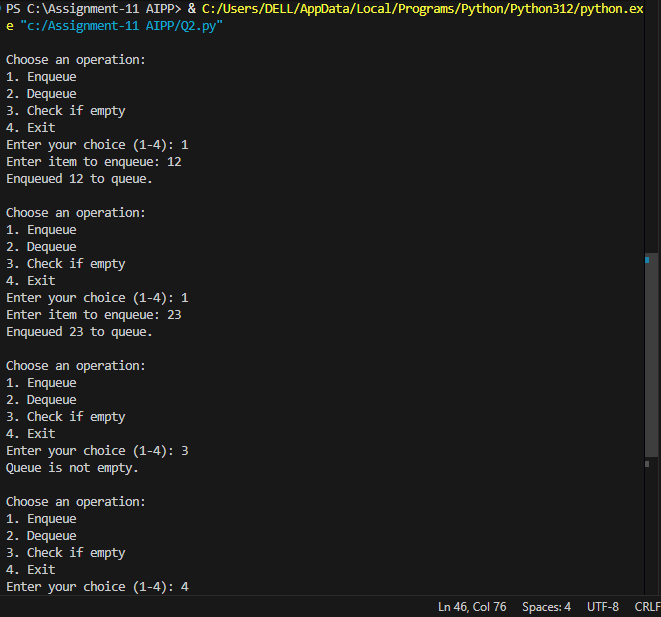 PS C:\Assignment-11 AIPP> & C:/Users/DELL/AppData/Local/Programs/Python/Python312/python.ex
e "c:/Assignment-11 AIPP/Q2.py"

Choose an operation:
1. Enqueue
2. Dequeue
3. Check if empty
4. Exit
Enter your choice (1-4): 1
Enter item to enqueue: 12
Enqueued 12 to queue.

Choose an operation:
1. Enqueue
2. Dequeue
3. Check if empty
4. Exit
Enter your choice (1-4): 1
Enter item to enqueue: 23
Enqueued 23 to queue.

Choose an operation:
1. Enqueue
2. Dequeue
3. Check if empty
4. Exit
Enter your choice (1-4): 3
Queue is not empty.

Choose an operation:
1. Enqueue
2. Dequeue
3. Check if empty
4. Exit
Enter your choice (1-4): 4
Ln 46, Col 76 Spaces: 4 UTF-8 CRLF